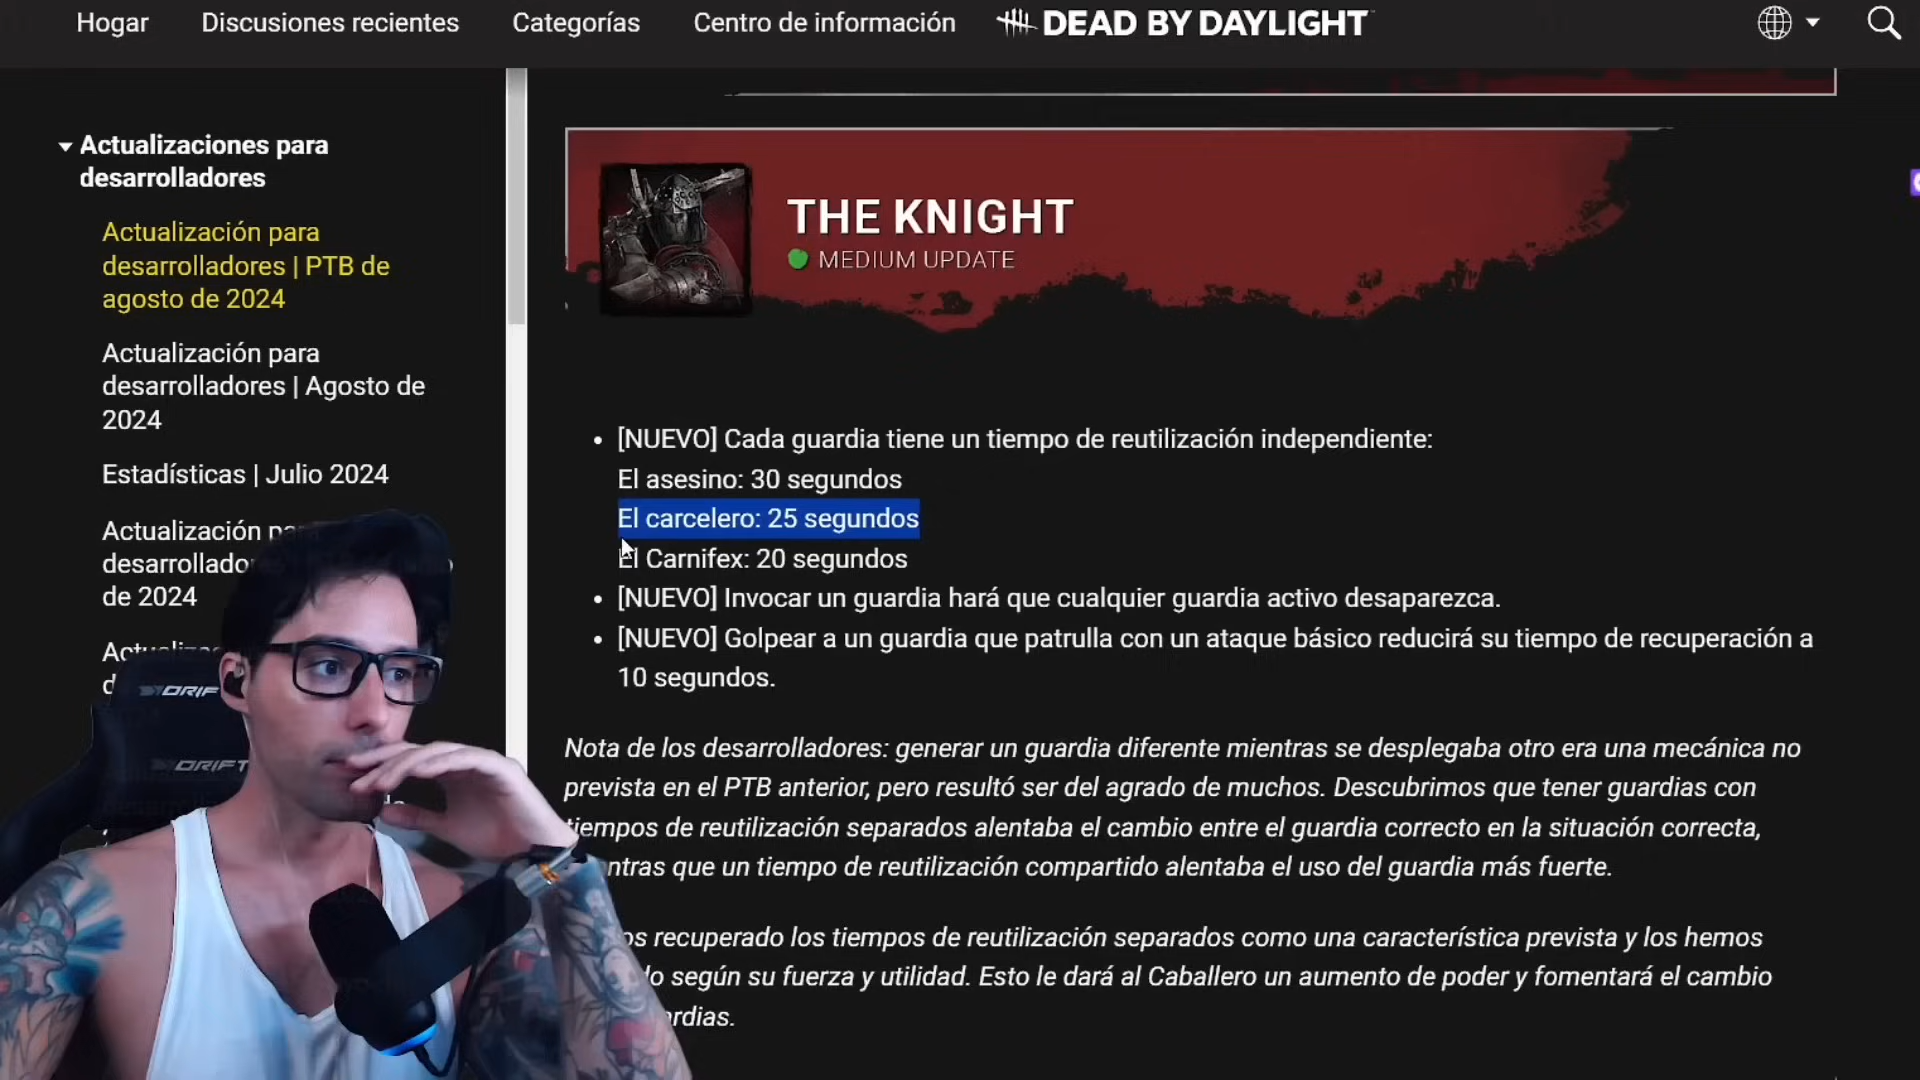 Hogar
Discusiones recientes
Categorías
Centro de información
DEAD BY DAYLIGHT
Actualizaciones para
desarrolladores
Actualización para
desarrolladores | PTB de
agosto de 2024
Actualización para
desarrolladores | Agosto de
2024
Estadísticas | Julio 2024
Actualización
de 2024
THE KNIGHT
MEDIUM UPDATE
• [NUEVO] Cada guardia tiene un tiempo de reutilización independiente:
El asesino: 30 segundos
El carcelero: 25 segundos
El Carnifex: 20 segundos
• [NUEVO] Invocar un guardia hará que cualquier guardia activo desaparezca.
• [NUEVO] Golpear a un guardia que patrulla con un ataque básico reducirá su tiempo de recuperación a
10 segundos.
Nota de los desarrolladores: generar un guardia diferente mientras se desplegaba otro era una mecánica no
prevista en el PTB anterior, pero resultó ser del agrado de muchos. Descubrimos que tener guardias con
tiempos de reutilización separados alentaba el cambio entre el guardia correcto en la situación correcta,
que un tiempo de reutilización compartido alentaba el uso del guardia más fuerte.
recuperado los tiempos de reutilización separados como una característica prevista y los hemos
según su fuerza y utilidad. Esto le dará al Caballero un aumento de poder y fomentará el cambio
DRIFT